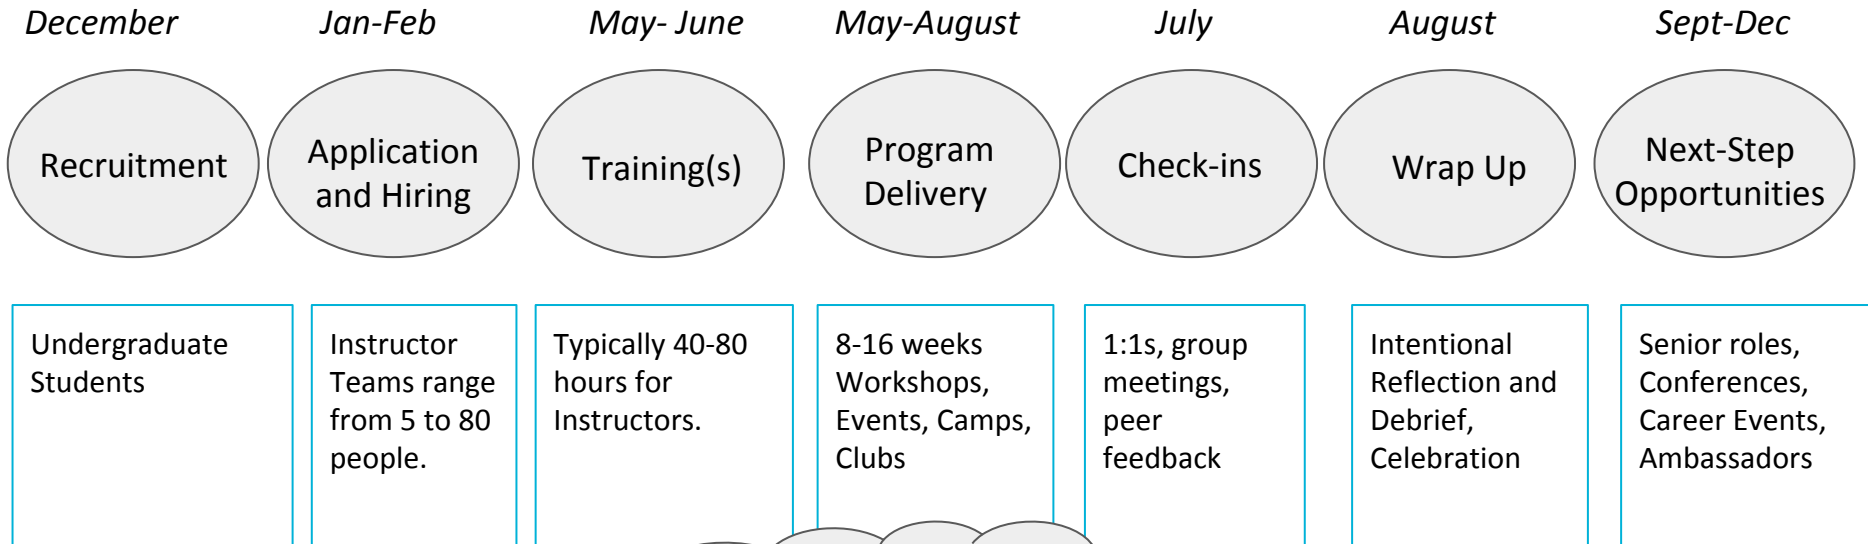 December
Jan-Feb
May- June
May-August
July
August
Sept-Dec
Recruitment
Application
and Hiring
Training(s)
Program
Delivery
Check-ins
Wrap Up
Next-Step
Opportunities
Undergraduate
Students
Instructor
Teams range
from 5 to 80
people.
Typically 40-80
hours for
Instructors.
8-16 weeks
Workshops,
Events, Camps,
Clubs
1:1s, group
meetings,
peer
feedback
Intentional
Reflection and
Debrief,
Celebration
Senior roles,
Conferences,
Career Events,
Ambassadors